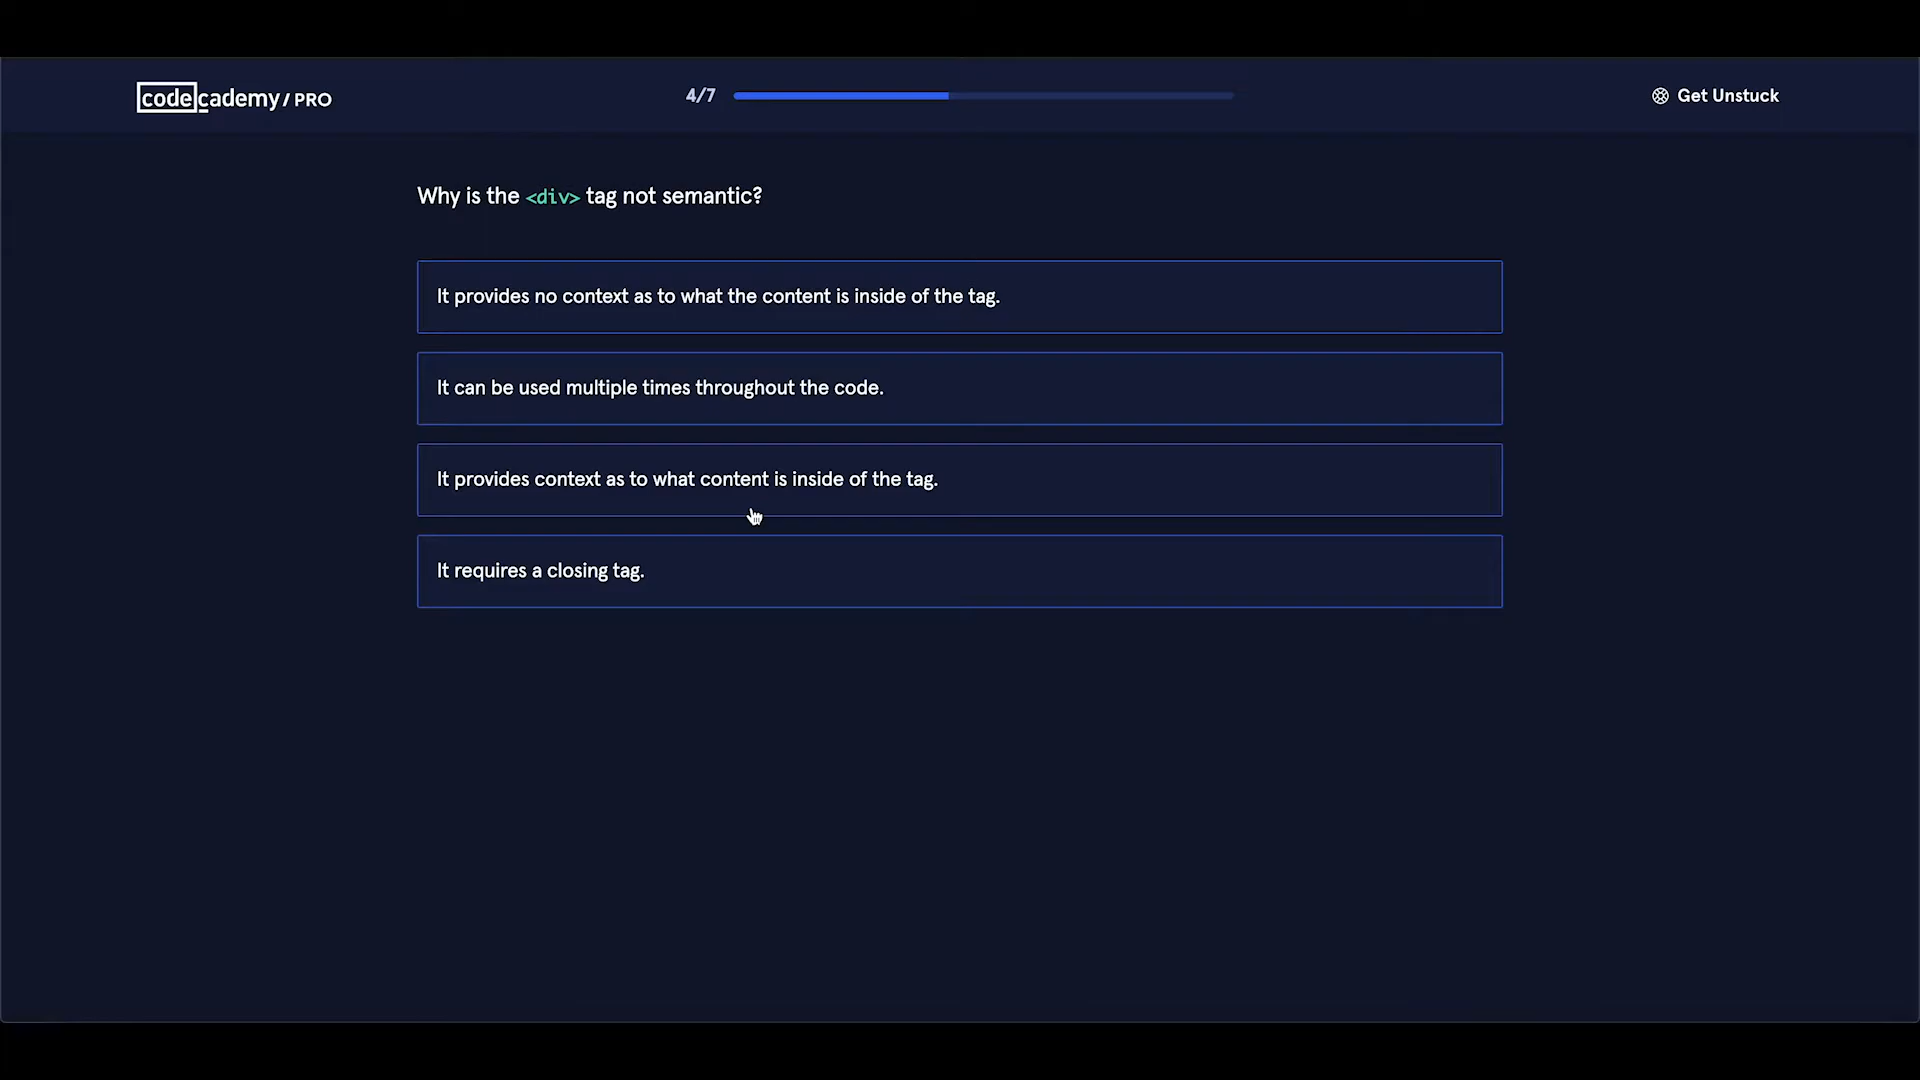 codecademy/PRO
4/7
Get Unstuck
Why is the <div> tag not semantic?
It provides no context as to what the content is inside of the tag.
It can be used multiple times throughout the code.
It provides context as to what content is inside of the tag.
It requires a closing tag.